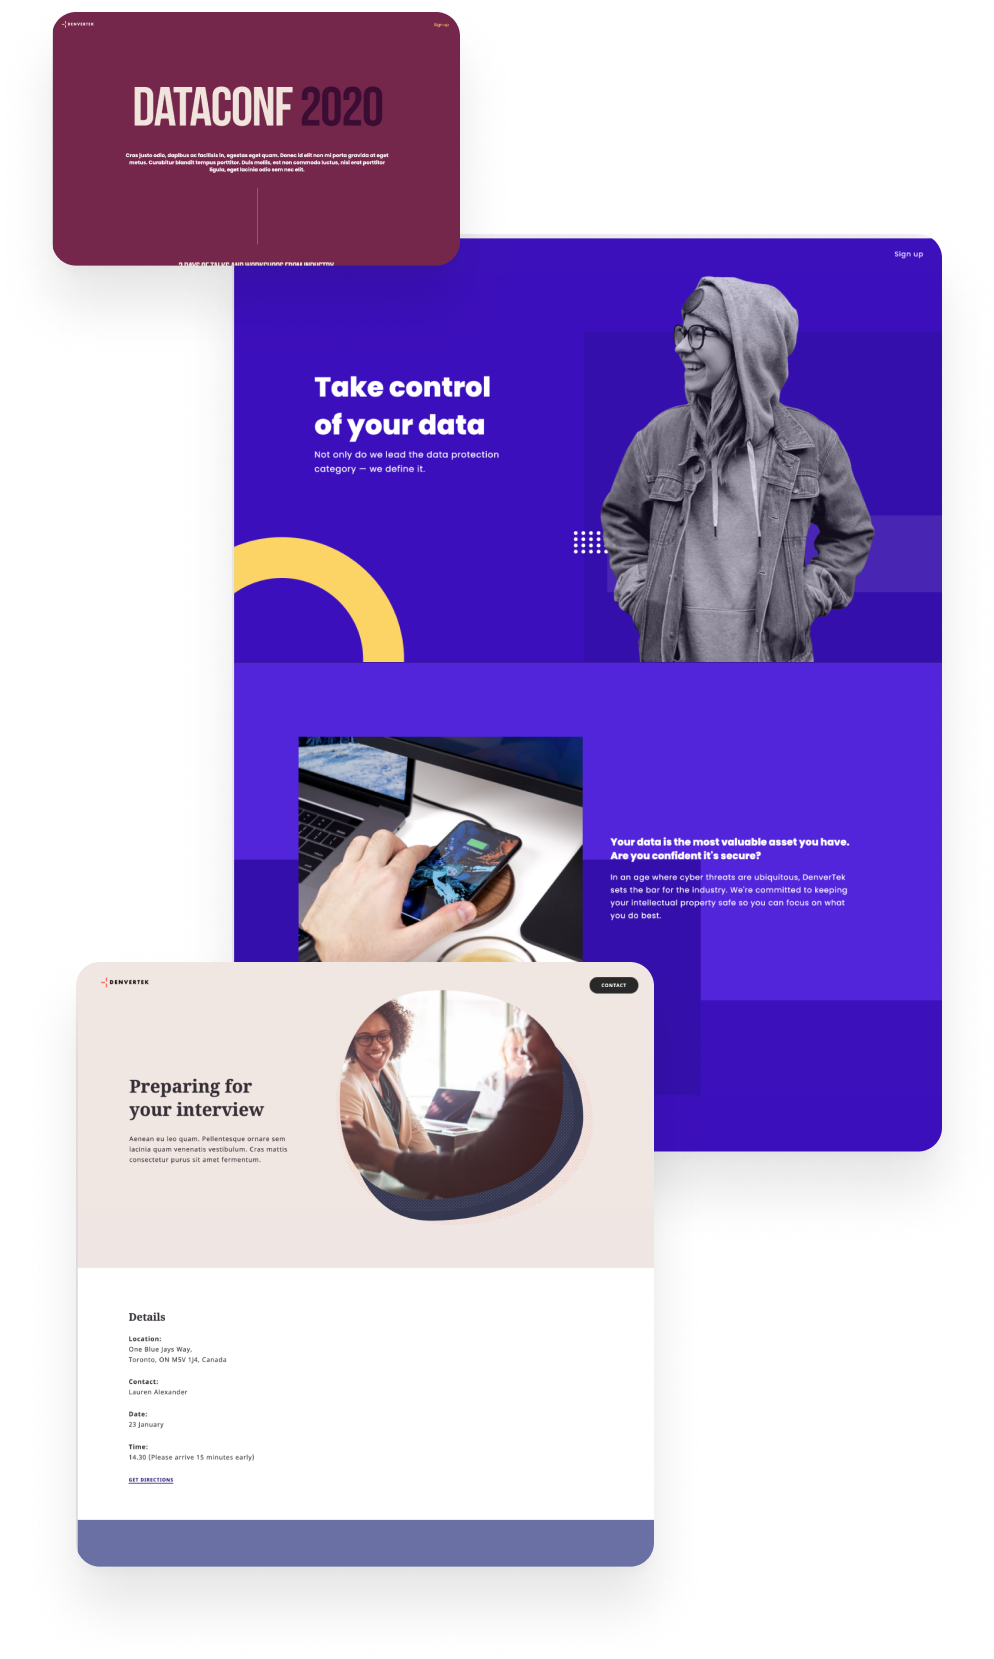 DENVERTEK
Sign up
DATACONF 2020
Cras justo odio, dapibus ac facilisis in, egestas eget quam. Donec id elit non mi porta gravida at eget
metus. Curabitur blandit tempus porttitor. Duis mollis, est non commodo luctus, nisi erat porttitor
ligula, eget lacinia odio sem nec elit.
2 DAYS OF TALKS AND WORKSHOPS FROM INDUSTRY
Sign up
Take control
of your data
Not only do we lead the data protection
category — we define it.
Your data is the most valuable asset you have.
Are you confident it's secure?
In an age where cyber threats are ubiquitous, DenverTek
sets the bar for the industry. We're committed to keeping
your intellectual property safe so you can focus on what
you do best.
DENVERTEK
CONTACT
Preparing for
your interview
Aenean eu leo quam. Pellentesque ornare sem
lacinia quam venenatis vestibulum. Cras mattis
consectetur purus sit amet fermentum.
Details
Location:
One Blue Jays Way,
Toronto, ON M5V 1J4, Canada
Contact:
Lauren Alexander
Date:
23 January
Time:
14.30 (Please arrive 15 minutes early)
GET DIRECTIONS